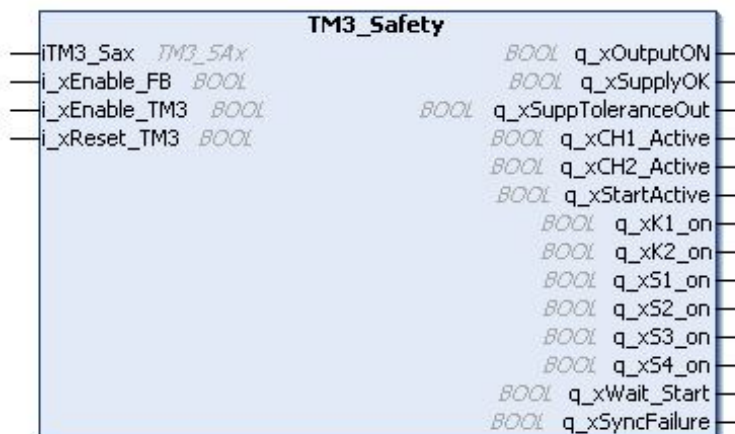 TM3_Safety
iTM3_Sax TM3_SAx BOOL q_xOutputON
i_xEnable_FB BOOL BOOL q_xSupplyOK
i_xEnable_TM3 BOOL BOOL q_xSuppToleranceOut
i_xReset_TM3 BOOL BOOL q_xCH1_Active
BOOL q_xCH2_Active
BOOL q_xStartActive
BOOL q_xK1_on
BOOL q_xK2_on
BOOL q_xS1_on
BOOL q_xS2_on
BOOL q_xS3_on
BOOL q_xS4_on
BOOL q_xWait_Start
BOOL q_xSyncFailure